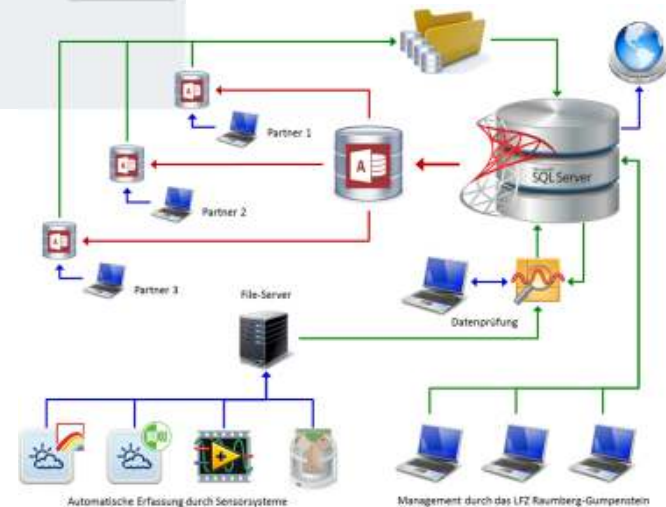 Partner 1
A
SQL Server
A
Partner 2
A
A
Partner 3
File-Server
Datenprüfung
Automatische Erfassung durch Sensorsysteme
Management durch das LFZ Raumberg-Gumpenstein